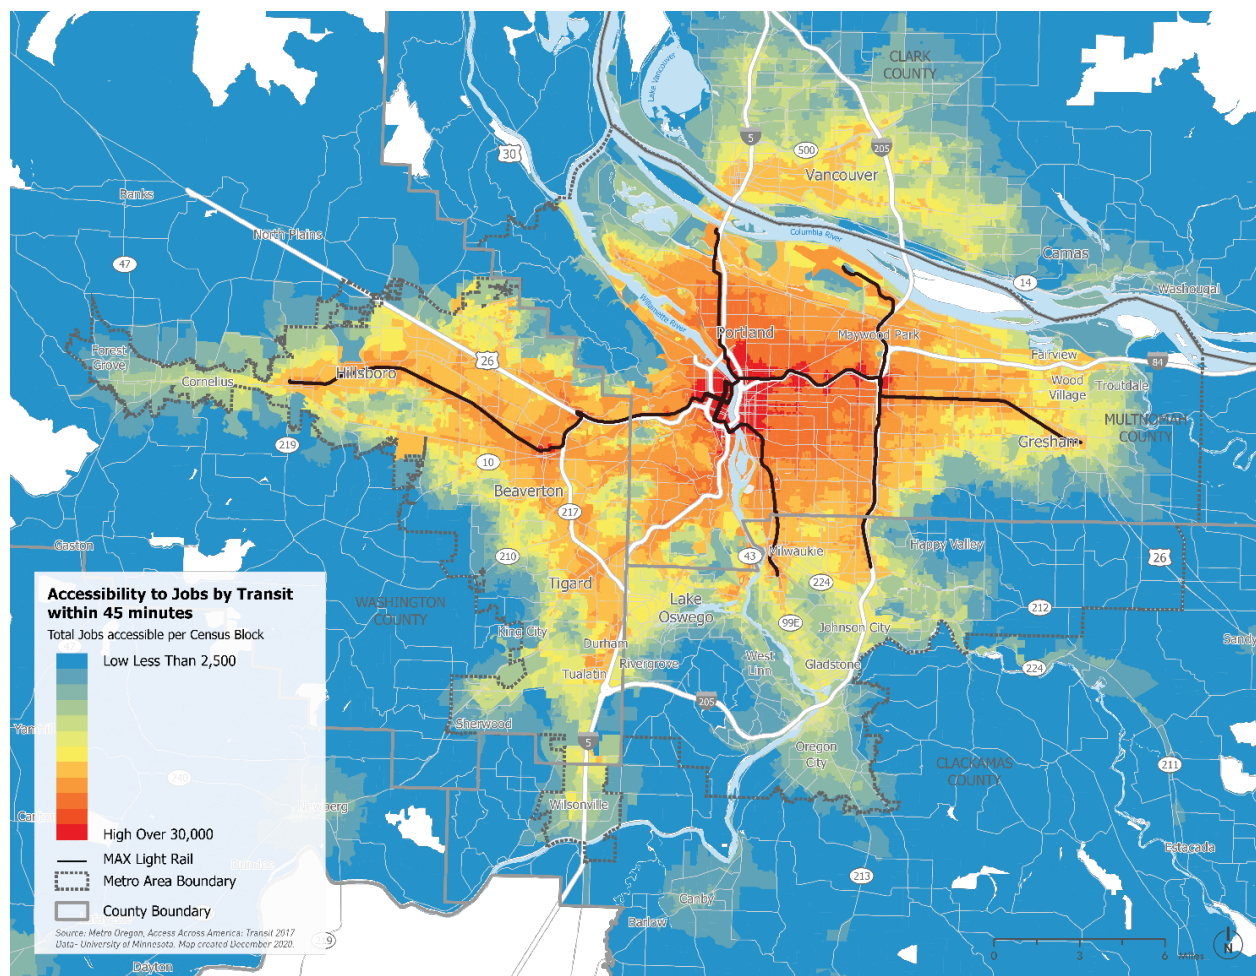 CLARK
COUNTY
Lake Vancouver
5
205
500
30
Vancouver
Banks
North Plains
Columbia River
47
Camas
14
Washougal
Willamette River
Portland
Maywood Park
Forest
Grove
Cornelius
Hillsboro
26
Fairview
84
Wood
Village
Troutdale
MULTNOMAH
COUNTY
219
Gresham
10
Beaverton
217
Gaston
210
43
Milwaukie
Happy Valley
26
Tigard
224
WASHINGTON
COUNTY
Lake
Oswego
212
99E
King City
Johnson City
Durham
Sandy
Rivergrove
West
Linn
Gladstone
224
Tualatin
205
Sherwood
5
Oregon
City
CLACKAMAS
COUNTY
211
240
Wilsonville
Estacada
213
Canby
Barlow
219
Dayton
Accessibility to Jobs by Transit
within 45 minutes
Total Jobs accessible per Census Block
Low Less Than 2,500
High Over 30,000
MAX Light Rail
Metro Area Boundary
County Boundary
Source: Metro Oregon, Access Across America: Transit 2017
Data- University of Minnesota. Map created December 2020.
0 3 6 Miles
N